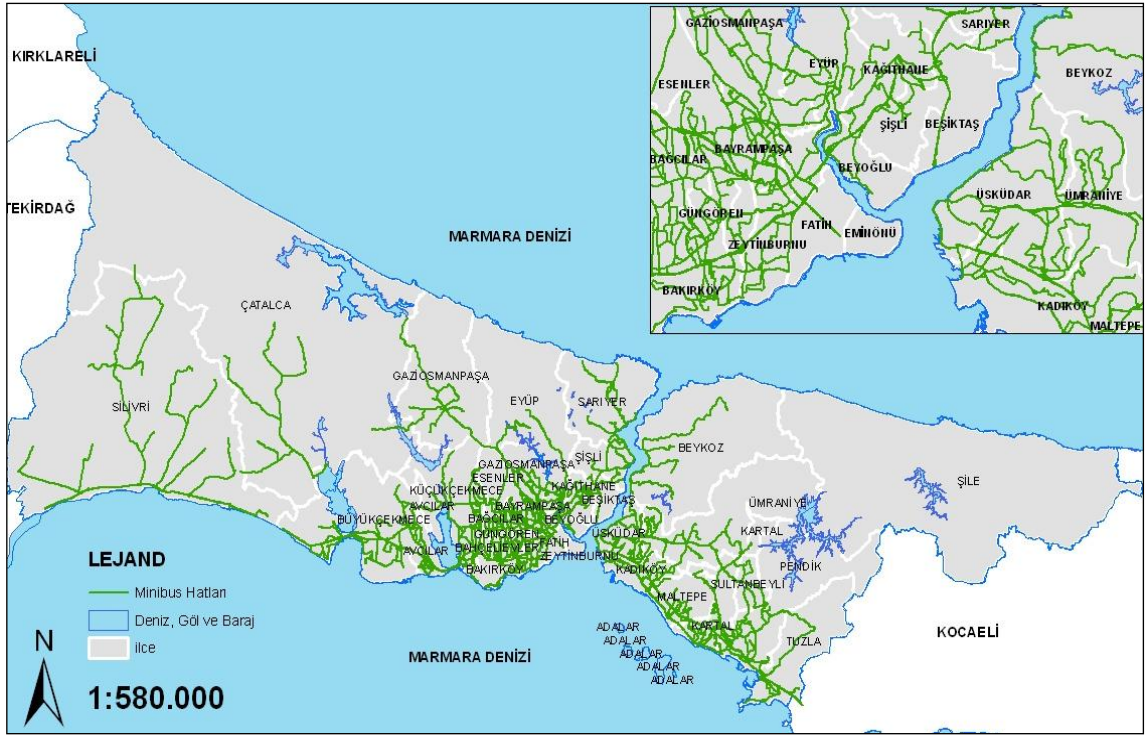 KIRKLARELİ
TEKİRDAĞ
MARMARA DENİZİ
ÇATALCA
SİLİVRİ
GAZİOSMANPAŞA
EYÜP
SARIYER
GAZİOSMANPAŞA
ŞİŞLİ
ESENLER
KÜÇÜKÇEKMECE
KAĞITHANE
AVCILAR
BAYRAMPAŞA
BEŞİKTAŞ
BÜYÜKÇEKMECE
BAĞCILAR
BEYOĞLU
GÜNGÖREN
ÜSKÜDAR
AVCILAR
BAHÇELİEVLER
FATİH
ZEYTİNBURNU
BAKIRKÖY
KADIKÖY
BEYKOZ
ÜMRANİYE
ŞİLE
KARTAL
PENDİK
SULTANBEYLİ
MALTEPE
KARTAL
TUZLA
ADALAR
ADALAR
ADALAR
ADALAR
ADALAR
KOCAELİ
MARMARA DENİZİ
LEJAND
Minibus Hatları
Deniz, Göl ve Baraj
ilce
N
1:580.000
GAZİOSMANPAŞA
SARIYER
EYÜP
KAĞITHANE
BEYKOZ
ESENLER
ŞİŞLİ
BEŞİKTAŞ
BAYRAMPAŞA
BAĞCILAR
BEYOĞLU
ÜSKÜDAR
ÜMRANİYE
GÜNGÖREN
FATİH
EMİNÖNÜ
ZEYTİNBURNU
BAKIRKÖY
KADIKÖY
MALTEPE